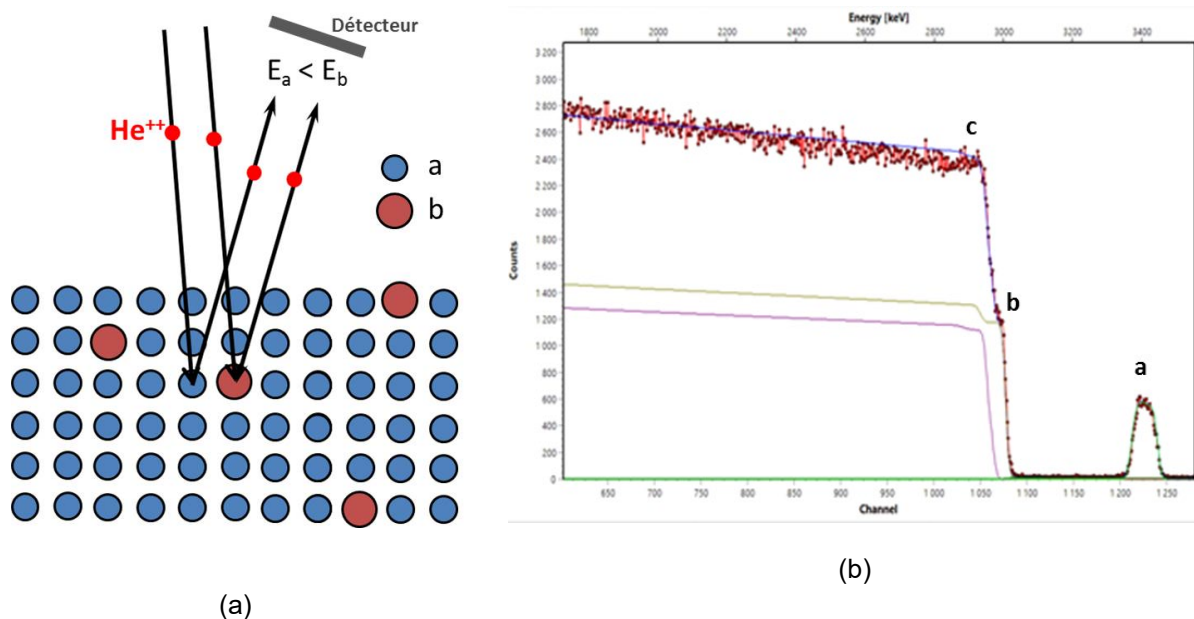 Détecteur
Eₐ < E_b
He⁺⁺
a
b
(a)
Energy [keV]
1800 2000 2200 2400 2600 2800 3000 3200 3400
Counts
3 200
3 000
2 800
2 600
2 400
2 200
2 000
1 800
1 600
1 400
1 200
1 000
800
600
400
200
0
c
b
a
650 700 750 800 850 900 950 1 000 1 050 1 100 1 150 1 200 1 250
Channel
(b)